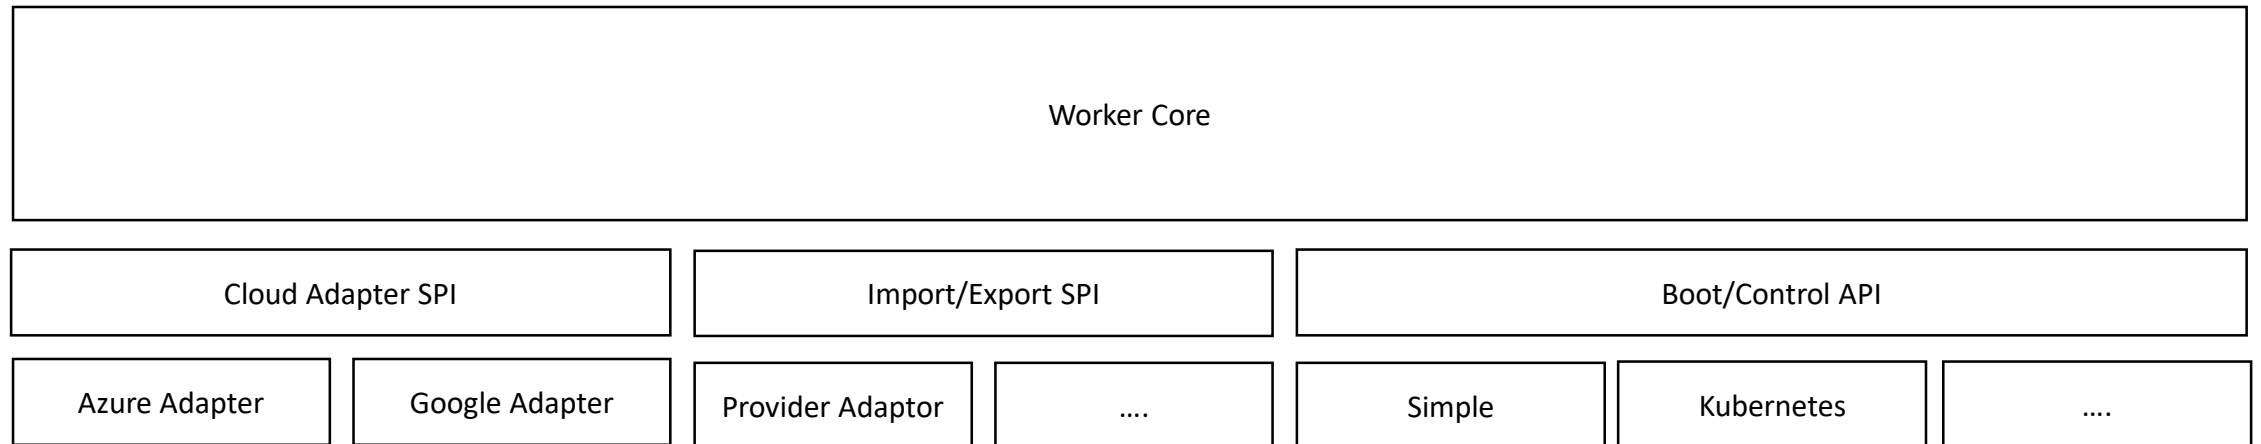 Worker Core
Cloud Adapter SPI
Import/Export SPI
Boot/Control API
Azure Adapter
Google Adapter
Provider Adaptor
....
Simple
Kubernetes
....